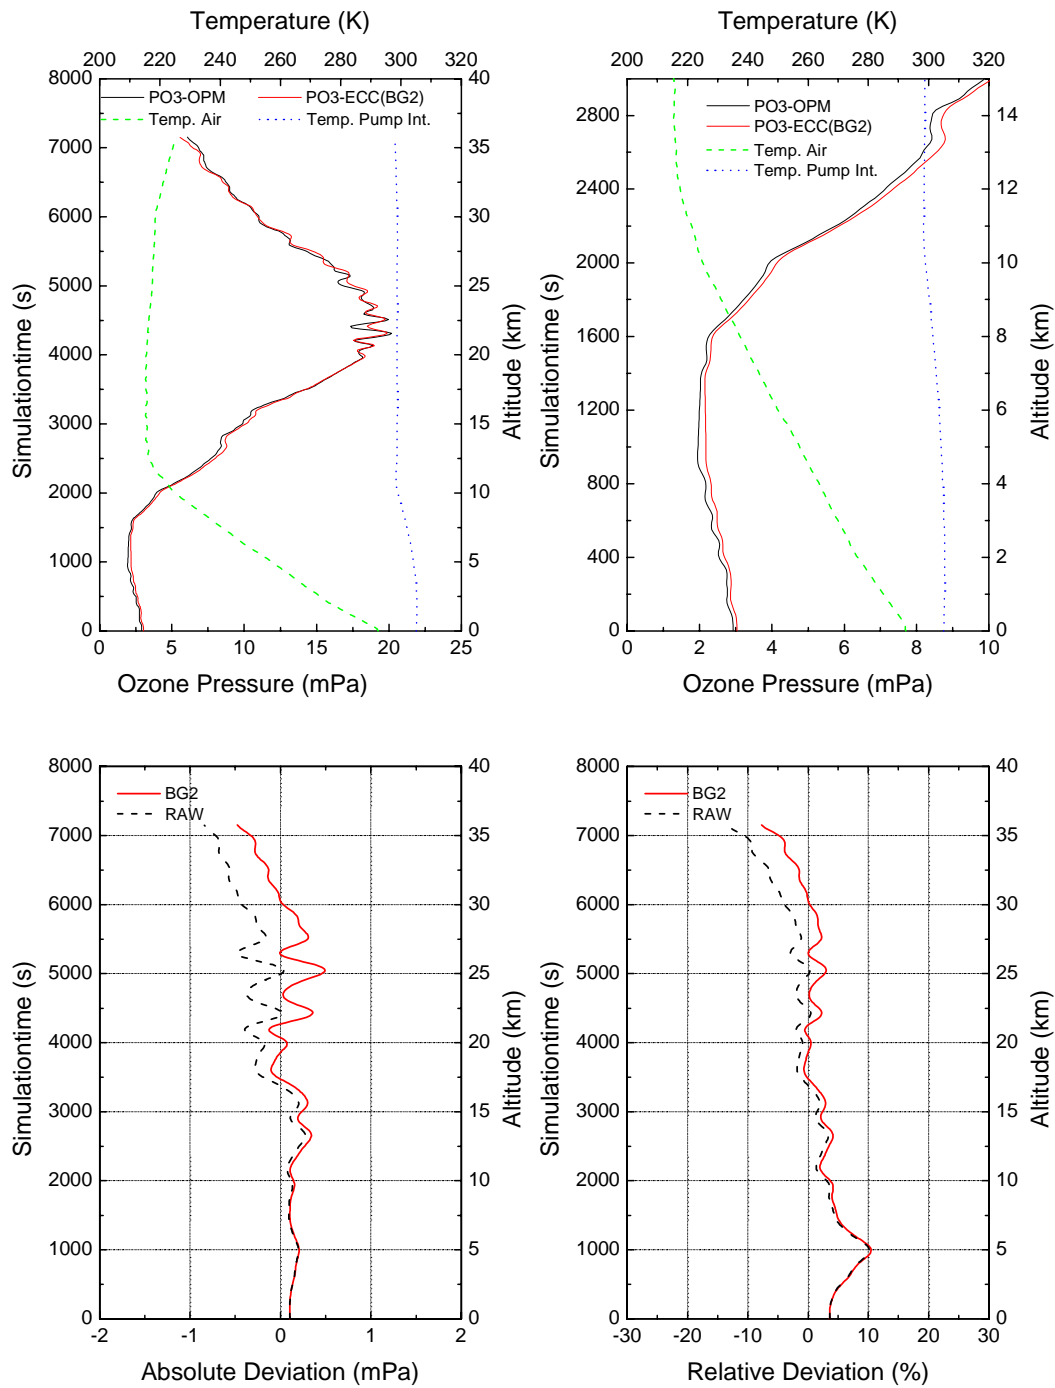 Temperature (K)
200 220 240 260 280 300 320
8000 7000 6000 5000 4000 3000 2000 1000 0
Simulationtime (s)
PO3-OPM PO3-ECC(BG2)
Temp. Air Temp. Pump Int.
40 35 30 25 20 15 10 5 0
Altitude (km)
0 5 10 15 20 25
Ozone Pressure (mPa)
Temperature (K)
200 220 240 260 280 300 320
2800 2400 2000 1600 1200 800 400 0
Simulationtime (s)
PO3-OPM
PO3-ECC(BG2)
Temp. Air
Temp. Pump Int.
14 12 10 8 6 4 2 0
Altitude (km)
0 2 4 6 8 10
Ozone Pressure (mPa)
8000 7000 6000 5000 4000 3000 2000 1000 0
Simulationtime (s)
BG2
RAW
40 35 30 25 20 15 10 5 0
Altitude (km)
-2 -1 0 1 2
Absolute Deviation (mPa)
8000 7000 6000 5000 4000 3000 2000 1000 0
Simulationtime (s)
BG2
RAW
40 35 30 25 20 15 10 5 0
Altitude (km)
-30 -20 -10 0 10 20 30
Relative Deviation (%)